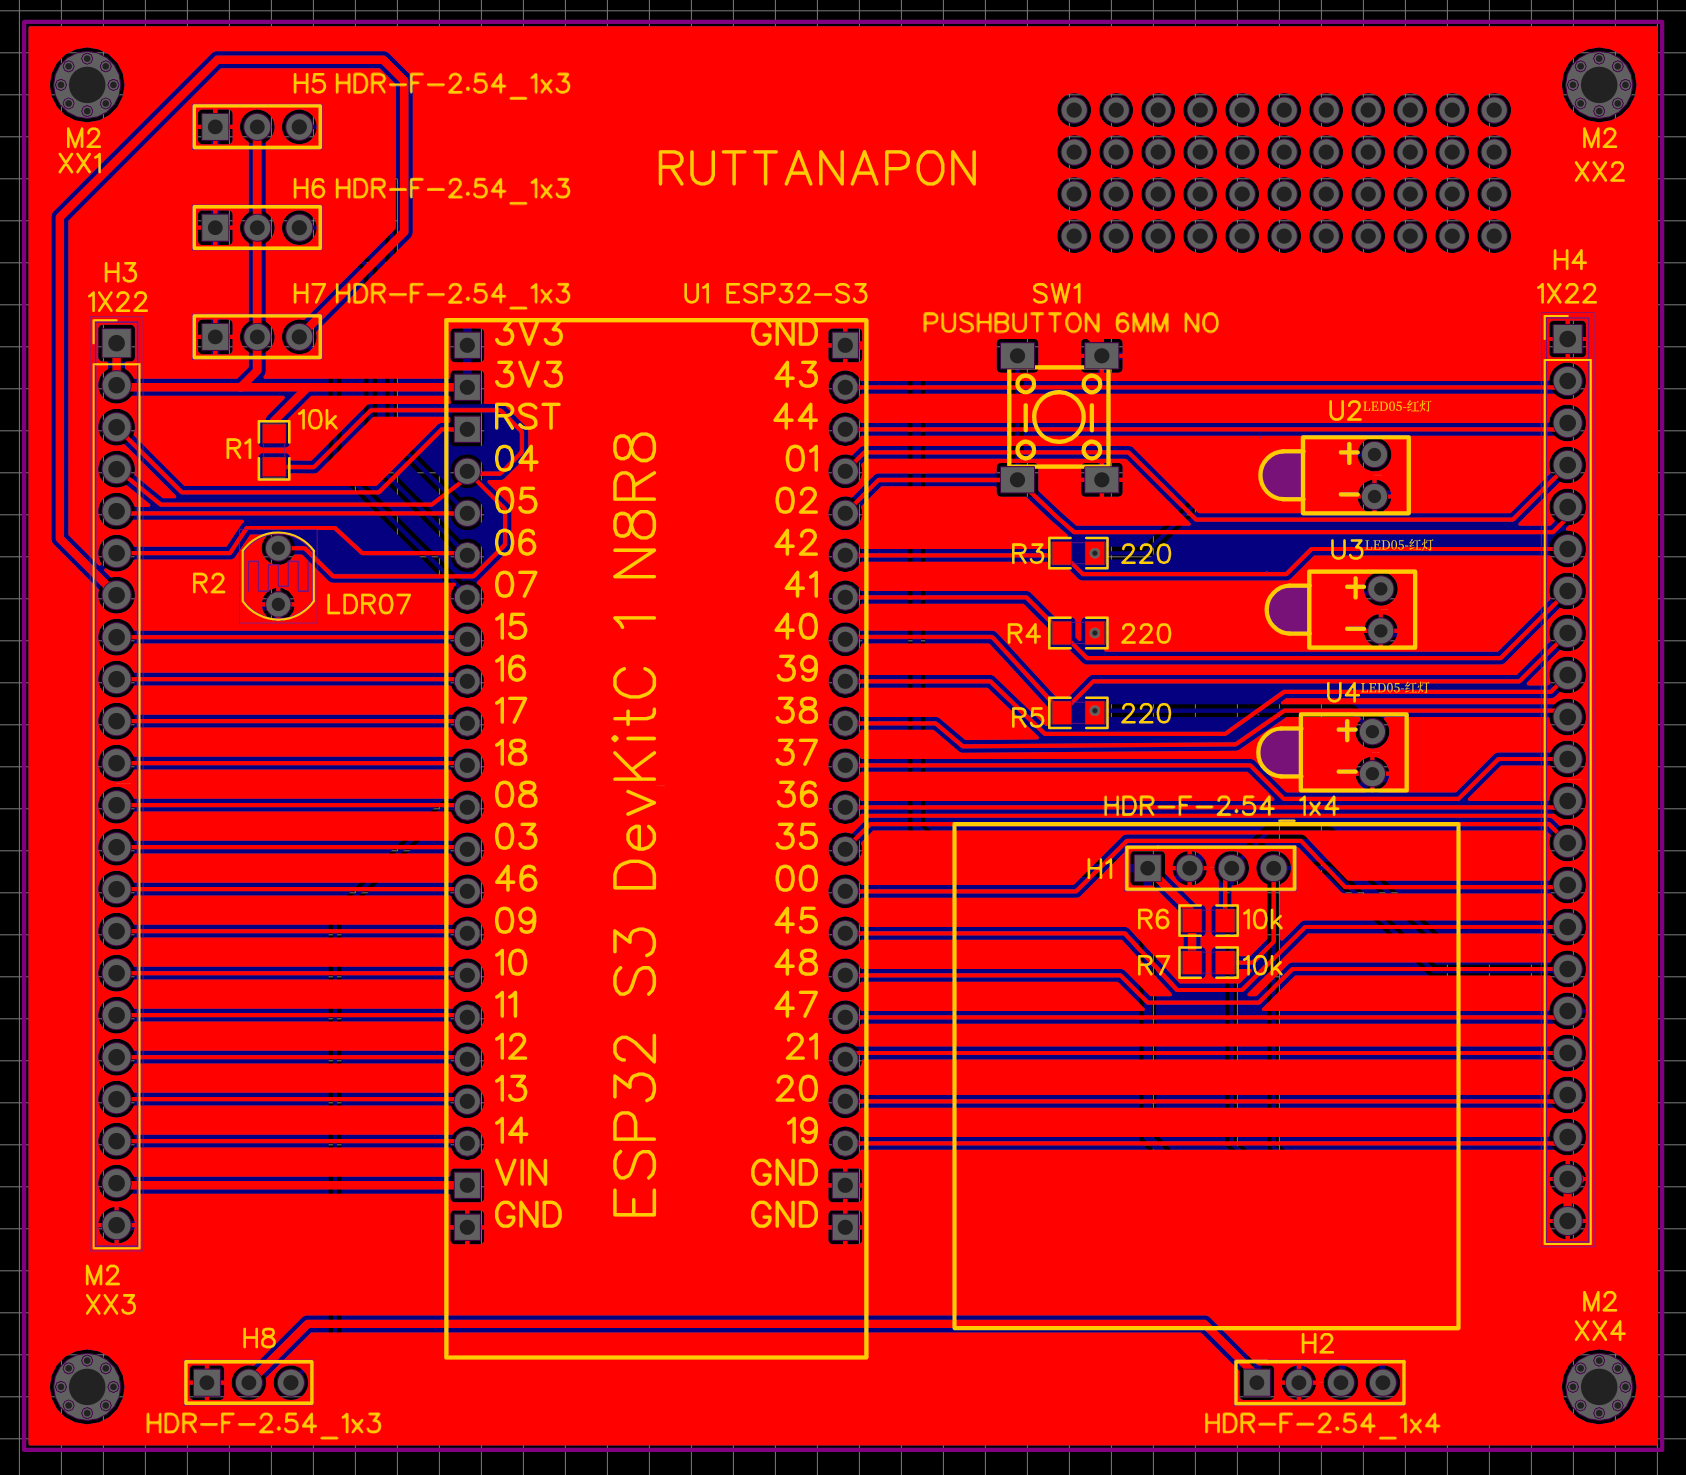 H5 HDR-F-2.54_1x3
M2
XX1
M2
XX2
RUTTANAPON
H6 HDR-F-2.54_1x3
H3
1X22
H4
1X22
H7 HDR-F-2.54_1x3
U1 ESP32-S3
SW1
PUSHBUTTON 6MM NO
3V3
3V3
RST
04
05
06
07
15
16
17
18
08
03
46
09
10
11
12
13
14
VIN
GND
ESP32 S3 DevKitC 1 N8R8
GND
43
44
01
02
42
41
40
39
38
37
36
35
00
45
48
47
21
20
19
GND
GND
10k
R1
R2
LDR07
U2 LED05-红灯
+
-
R3 220
U3 LED05-红灯
+
-
R4 220
U4 LED05-红灯
+
-
R5 220
HDR-F-2.54_1x4
H1
R6 10k
R7 10k
M2
XX3
M2
XX4
H8
HDR-F-2.54_1x3
H2
HDR-F-2.54_1x4